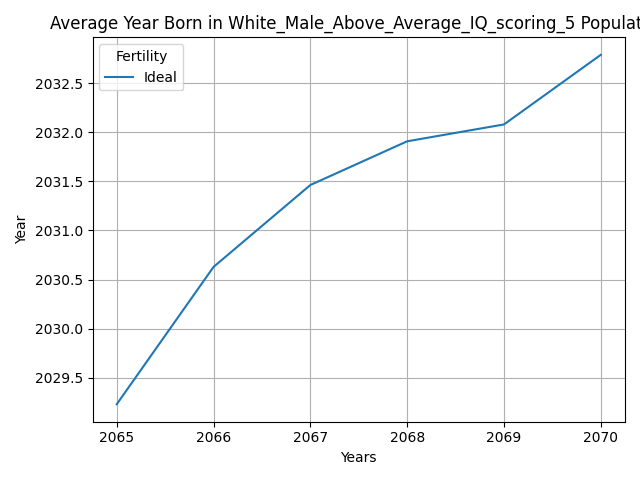 Average Year Born in White_Male_Above_Average_IQ_scoring_5 Populat
Fertility
Ideal
2032.5
2032.0
2031.5
2031.0
2030.5
2030.0
2029.5
Year
2065 2066 2067 2068 2069 2070
Years